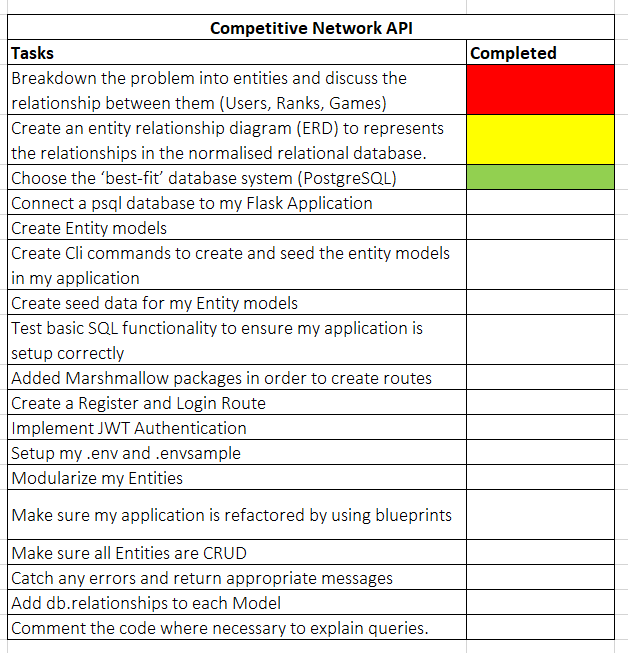 Competitive Network API
Tasks Completed
Breakdown the problem into entities and discuss the
relationship between them (Users, Ranks, Games)
Create an entity relationship diagram (ERD) to represents
the relationships in the normalised relational database.
Choose the ‘best-fit’ database system (PostgreSQL)
Connect a psql database to my Flask Application
Create Entity models
Create Cli commands to create and seed the entity models
in my application
Create seed data for my Entity models
Test basic SQL functionality to ensure my application is
setup correctly
Added Marshmallow packages in order to create routes
Create a Register and Login Route
Implement JWT Authentication
Setup my .env and .envsample
Modularize my Entities
Make sure my application is refactored by using blueprints
Make sure all Entities are CRUD
Catch any errors and return appropriate messages
Add db.relationships to each Model
Comment the code where necessary to explain queries.